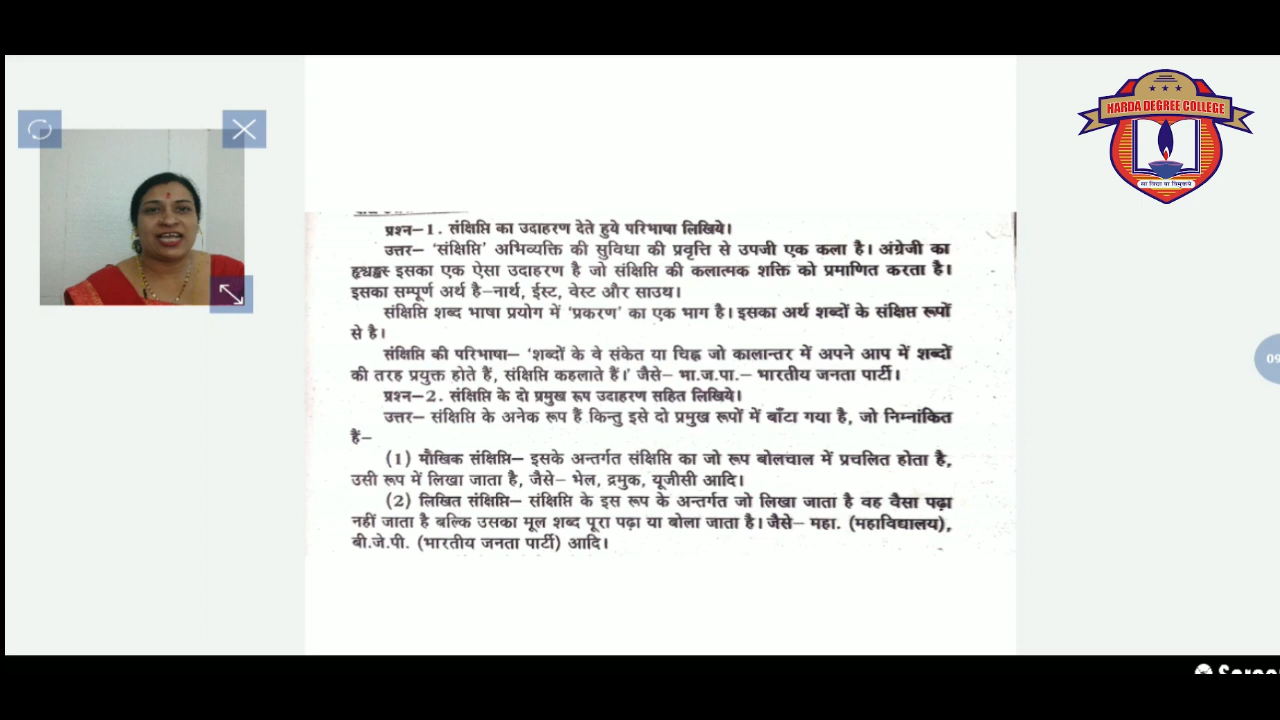 HARDA DEGREE COLLEGE
सा विद्या या विमुक्तये
प्रश्न–1. संक्षिप्ति का उदाहरण देते हुये परिभाषा लिखिये।
उत्तर– 'संक्षिप्ति' अभिव्यक्ति की सुविधा की प्रवृत्ति से उपजी एक कला है। अंग्रेजी का
इसका एक ऐसा उदाहरण है जो संक्षिप्ति की कलात्मक शक्ति को प्रमाणित करता है।
इसका सम्पूर्ण अर्थ है–नार्थ, ईस्ट, वेस्ट और साउथ।
संक्षिप्ति शब्द भाषा प्रयोग में 'प्रकरण' का एक भाग है। इसका अर्थ शब्दों के संक्षिप्त रूपों
से है।
संक्षिप्ति की परिभाषा– 'शब्दों के वे संकेत या चिह्न जो कालान्तर में अपने आप में शब्दों
की तरह प्रयुक्त होते हैं, संक्षिप्ति कहलाते हैं।' जैसे– भा.ज.पा.– भारतीय जनता पार्टी।
प्रश्न–2. संक्षिप्ति के दो प्रमुख रूप उदाहरण सहित लिखिये।
उत्तर– संक्षिप्ति के अनेक रूप हैं किन्तु इसे दो प्रमुख रूपों में बाँटा गया है, जो निम्नांकित
हैं–
(1) मौखिक संक्षिप्ति– इसके अन्तर्गत संक्षिप्ति का जो रूप बोलचाल में प्रचलित होता है,
उसी रूप में लिखा जाता है, जैसे– भेल, द्रमुक, यूजीसी आदि।
(2) लिखित संक्षिप्ति– संक्षिप्ति के इस रूप के अन्तर्गत जो लिखा जाता है वह वैसा पढ़ा
नहीं जाता है बल्कि उसका मूल शब्द पूरा पढ़ा या बोला जाता है। जैसे– महा. (महाविद्यालय),
बी.जे.पी. (भारतीय जनता पार्टी) आदि।
09